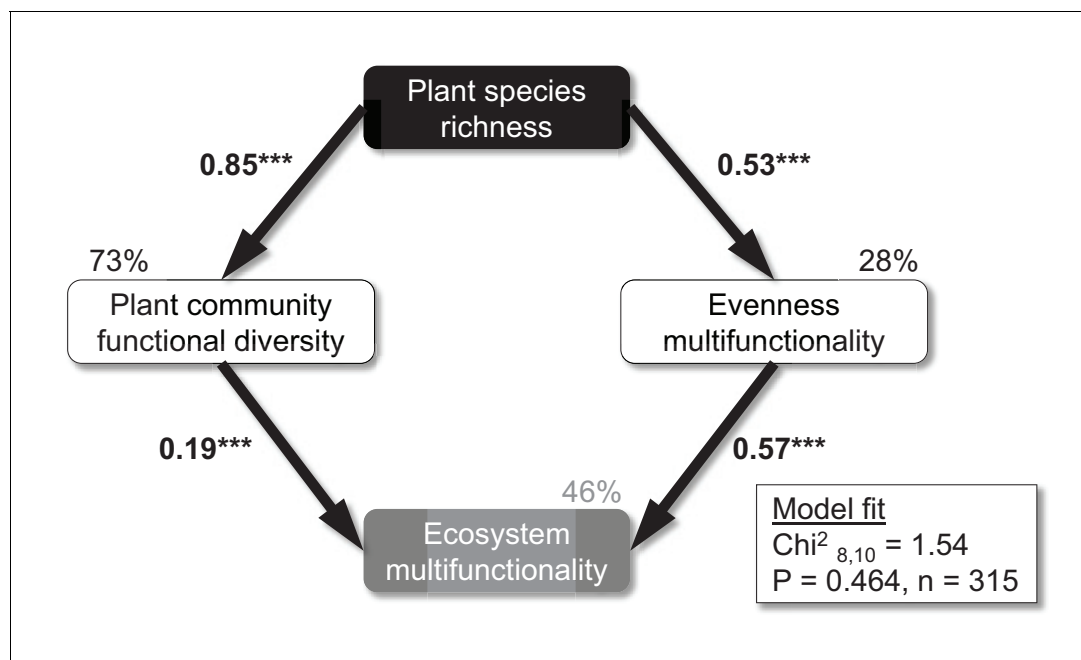 Plant species
richness
0.85***
0.53***
73%
28%
Plant community
functional diversity
Evenness
multifunctionality
0.19***
0.57***
46%
Ecosystem
multifunctionality
Model fit
Chi² ₈,₁₀ = 1.54
P = 0.464, n = 315